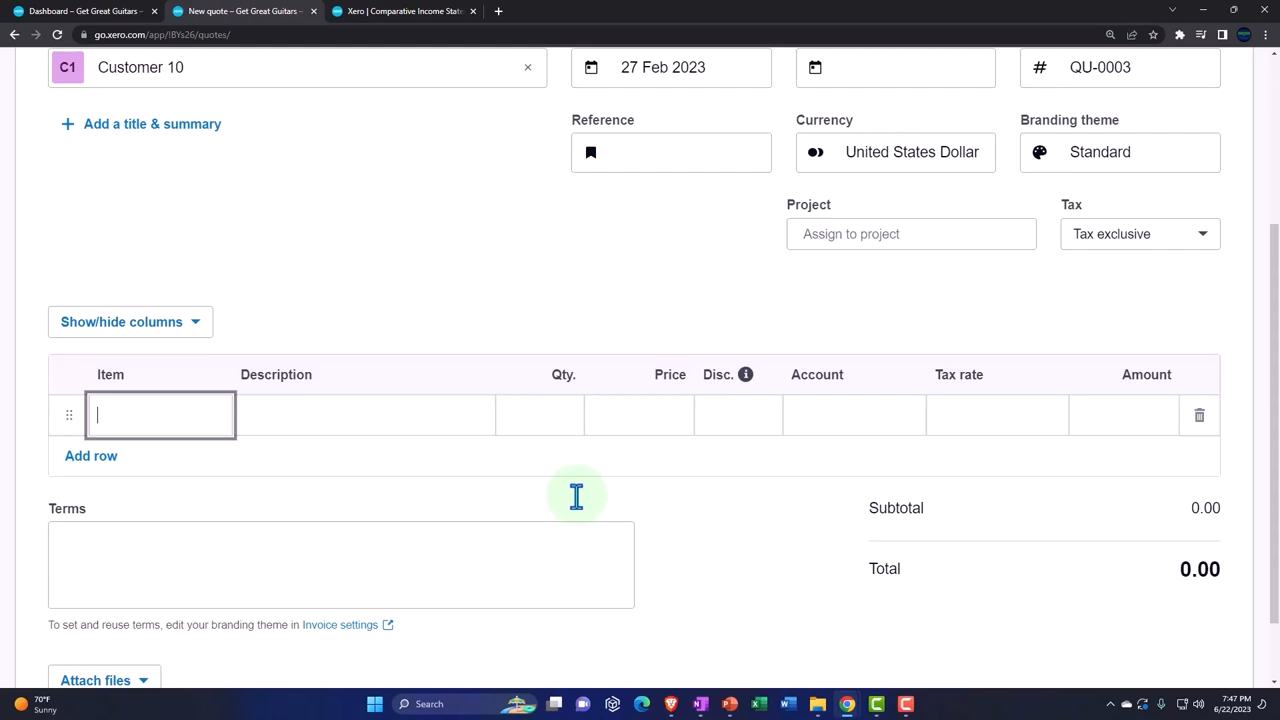 Dashboard – Get Great Guitars –
New quote – Get Great Guitars –
Xero | Comparative Income State
go.xero.com/app/!BYs26/quotes/
C1 Customer 10
27 Feb 2023
QU-0003
Add a title & summary
Reference
Currency
Branding theme
United States Dollar
Standard
Project
Tax
Assign to project
Tax exclusive
Show/hide columns
Item Description Qty. Price Disc. Account Tax rate Amount
Add row
Terms
Subtotal 0.00
Total 0.00
To set and reuse terms, edit your branding theme in Invoice settings
Attach files
70°F
Sunny
Search
7:47 PM
6/22/2023